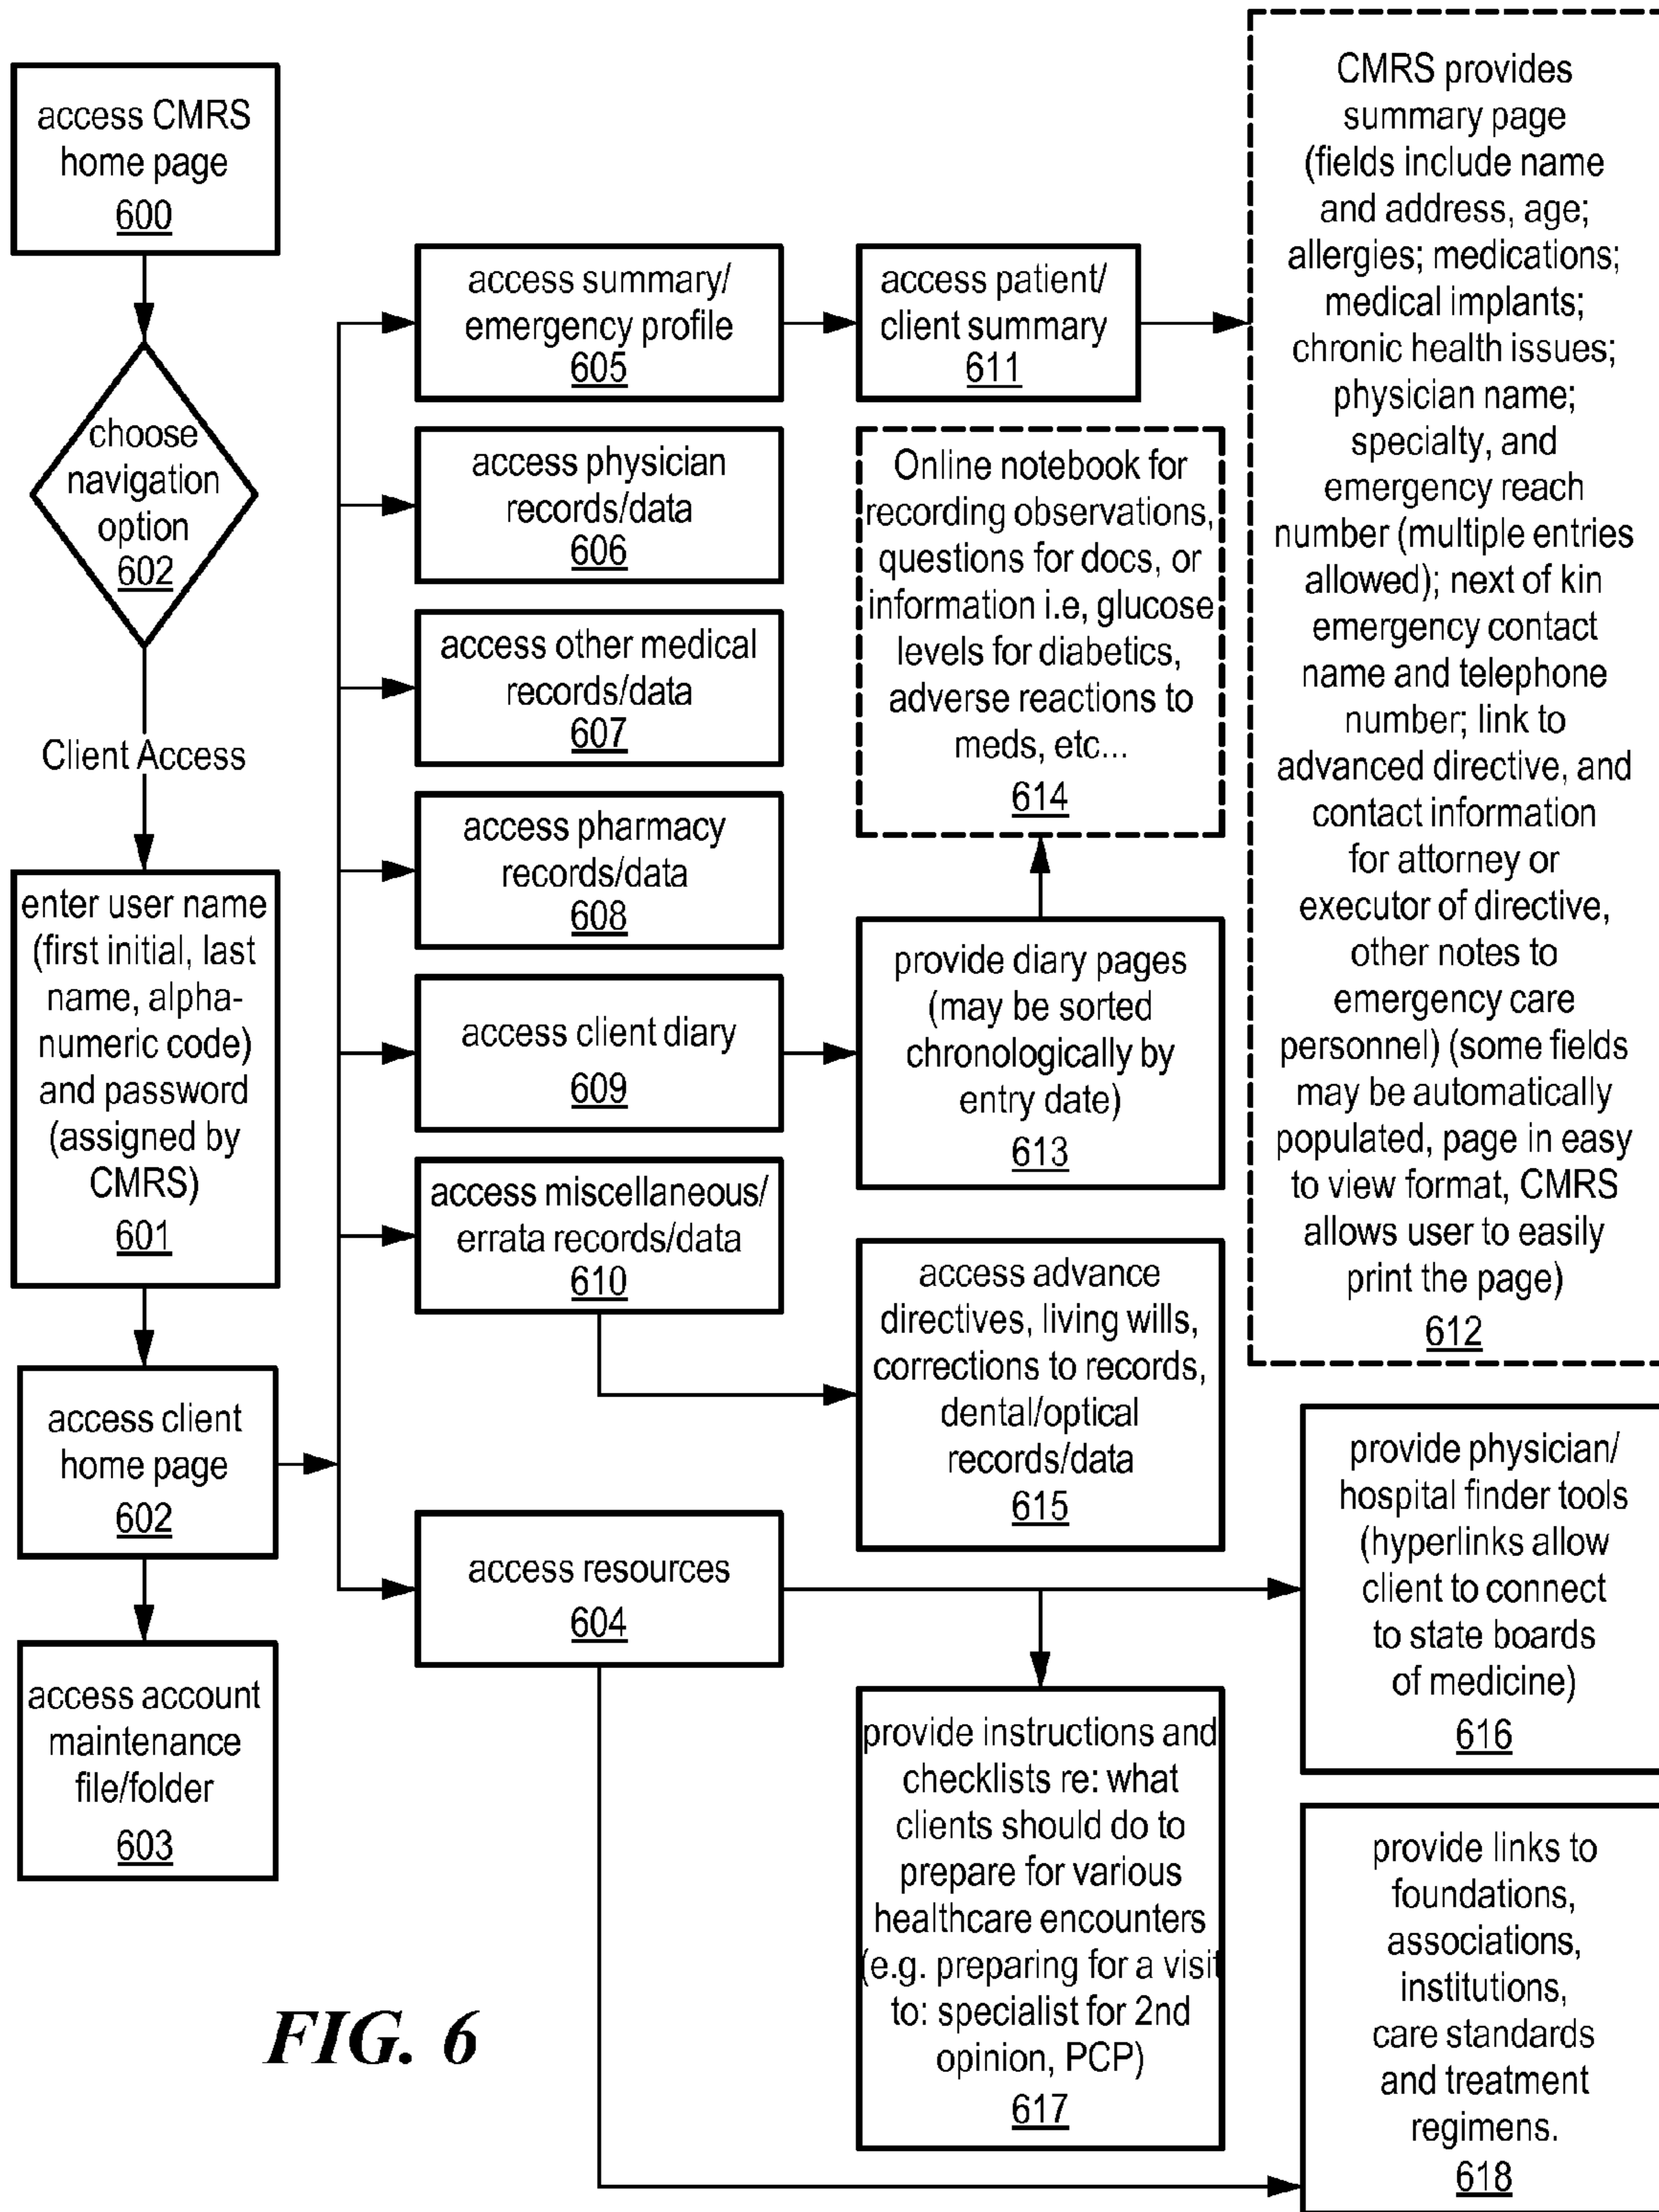 access CMRS
home page
600
choose
navigation
option
602
Client Access
enter user name
(first initial, last
name, alpha-
numeric code)
and password
(assigned by
CMRS)
601
access client
home page
602
access account
maintenance
file/folder
603
access summary/
emergency profile
605
access physician
records/data
606
access other medical
records/data
607
access pharmacy
records/data
608
access client diary
609
access miscellaneous/
errata records/data
610
access resources
604
access patient/
client summary
611
Online notebook for
recording observations,
questions for docs, or
information i.e, glucose
levels for diabetics,
adverse reactions to
meds, etc...
614
provide diary pages
(may be sorted
chronologically by
entry date)
613
access advance
directives, living wills,
corrections to records,
dental/optical
records/data
615
provide instructions and
checklists re: what
clients should do to
prepare for various
healthcare encounters
(e.g. preparing for a visit
to: specialist for 2nd
opinion, PCP)
617
CMRS provides
summary page
(fields include name
and address, age;
allergies; medications;
medical implants;
chronic health issues;
physician name;
specialty, and
emergency reach
number (multiple entries
allowed); next of kin
emergency contact
name and telephone
number; link to
advanced directive, and
contact information
for attorney or
executor of directive,
other notes to
emergency care
personnel) (some fields
may be automatically
populated, page in easy
to view format, CMRS
allows user to easily
print the page)
612
provide physician/
hospital finder tools
(hyperlinks allow
client to connect
to state boards
of medicine)
616
provide links to
foundations,
associations,
institutions,
care standards
and treatment
regimens.
618
FIG. 6